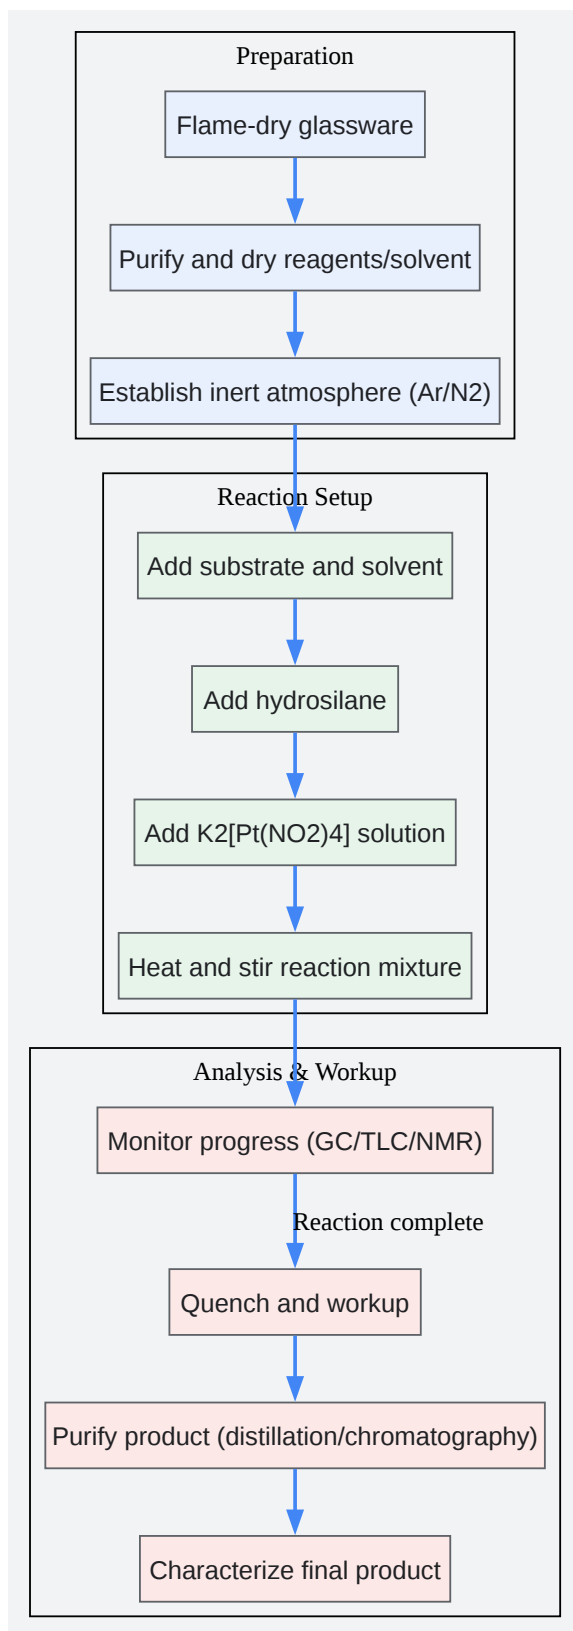 Preparation
Flame-dry glassware
Purify and dry reagents/solvent
Establish inert atmosphere (Ar/N2)
Reaction Setup
Add substrate and solvent
Add hydrosilane
Add K2[Pt(NO2)4] solution
Heat and stir reaction mixture
Analysis & Workup
Monitor progress (GC/TLC/NMR)
Reaction complete
Quench and workup
Purify product (distillation/chromatography)
Characterize final product